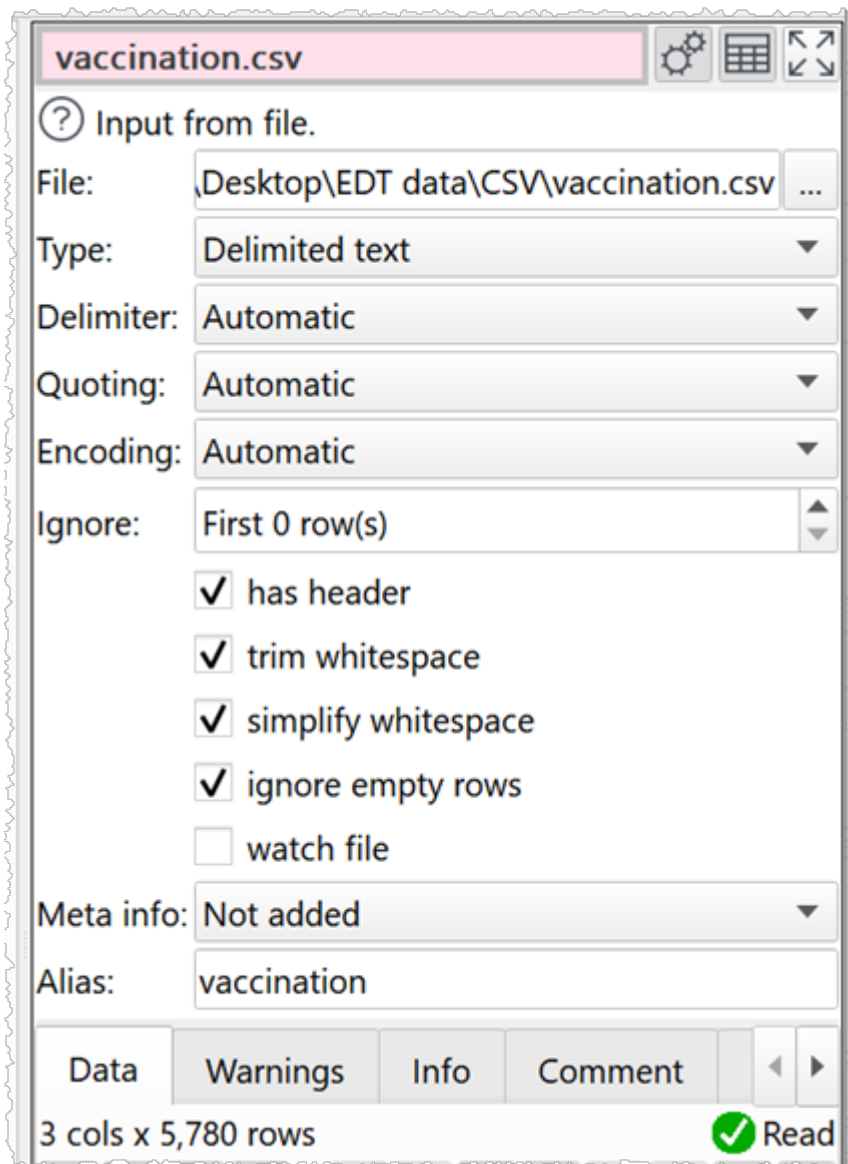 vaccination.csv
? Input from file.
File: \Desktop\EDT data\CSV\vaccination.csv ...
Type: Delimited text
Delimiter: Automatic
Quoting: Automatic
Encoding: Automatic
Ignore: First 0 row(s)
has header
trim whitespace
simplify whitespace
ignore empty rows
watch file
Meta info: Not added
Alias: vaccination
Data Warnings Info Comment
3 cols x 5,780 rows Read